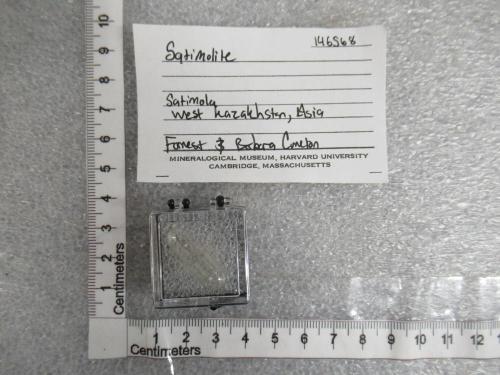 146568
Satimolite
Satimola
West Kazakhstan, Asia
Forrest & Barbara Cureton
MINERALOGICAL MUSEUM, HARVARD UNIVERSITY
CAMBRIDGE, MASSACHUSETTS
10
9
8
7
6
5
4
3
2
1
Centimeters
1 2 3 4 5 6 7 8 9 10 11 12
Centimeters